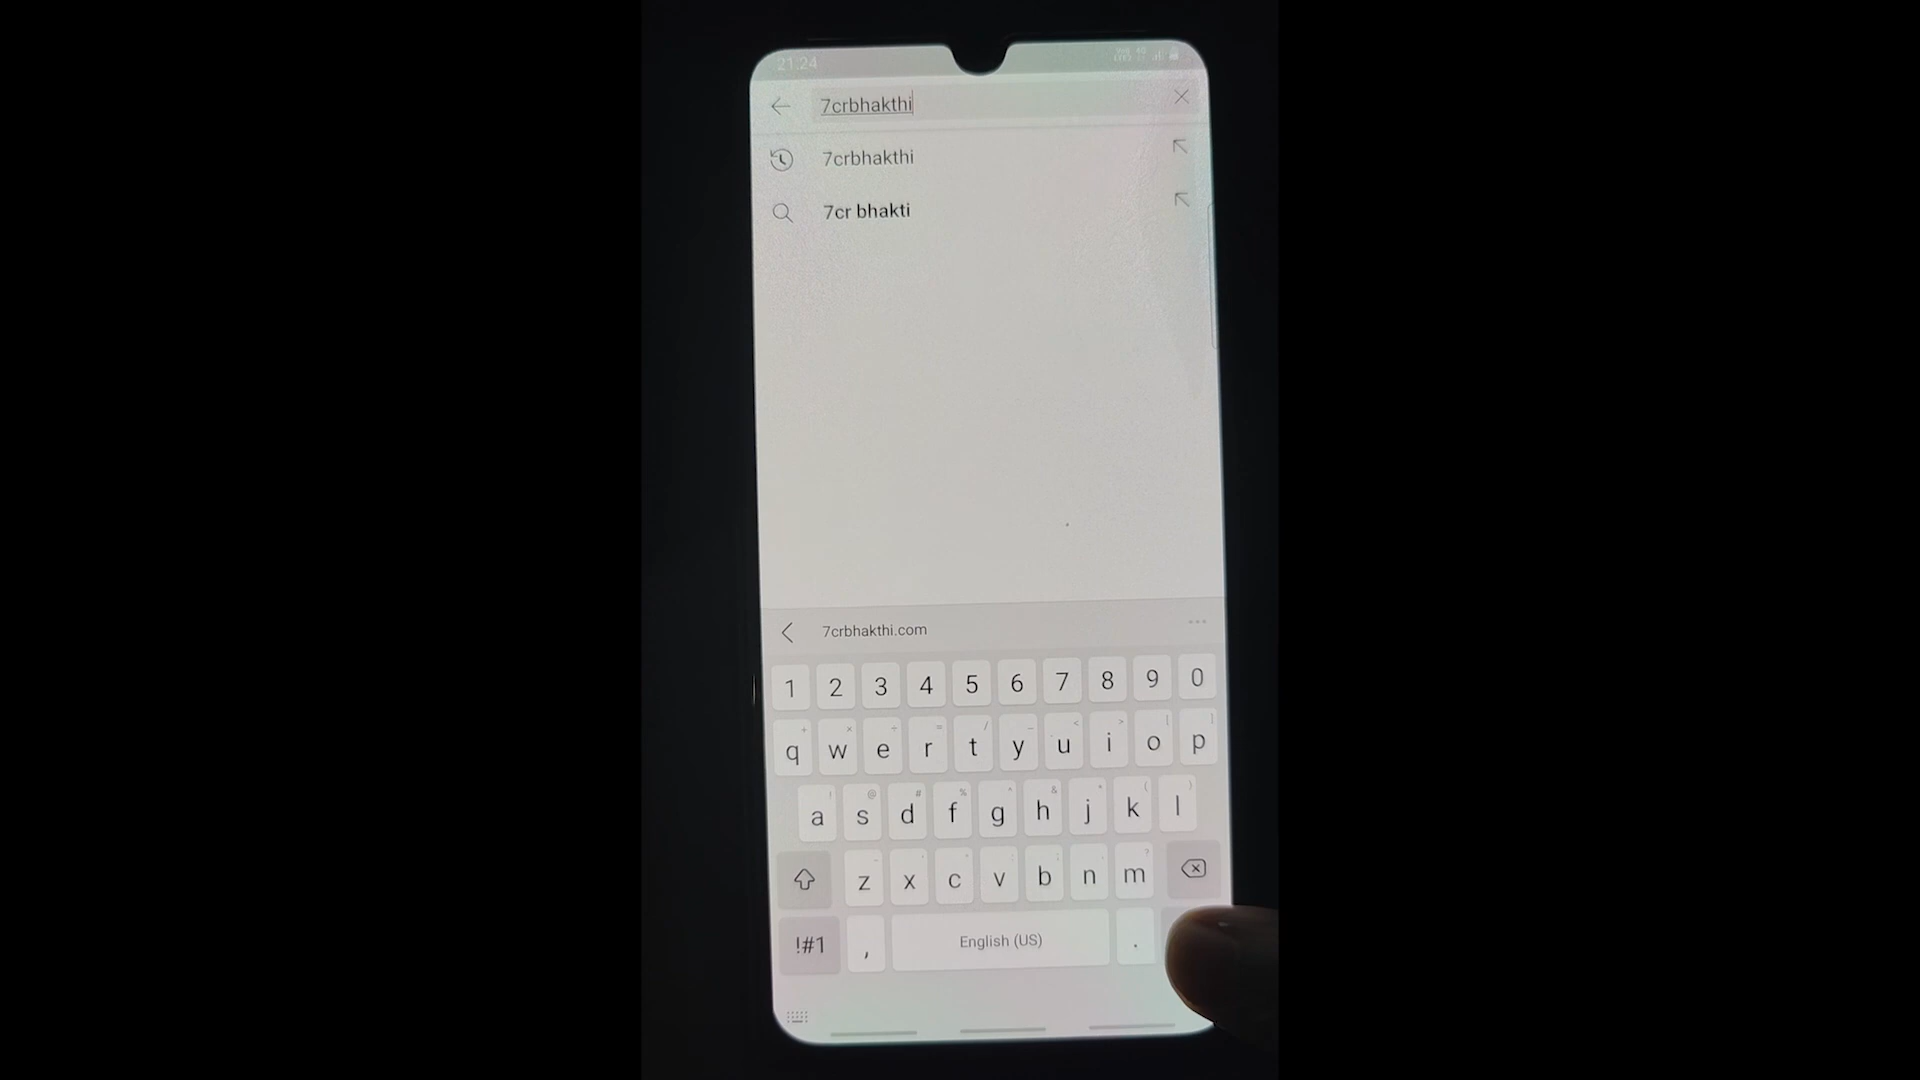 21:24
7crbhakthi
7crbhakthi
7cr bhakti
7crbhakthi.com
1 2 3 4 5 6 7 8 9 0
q w e r t y u i o p
a s d f g h j k l
z x c v b n m
!#1 , English (US) .